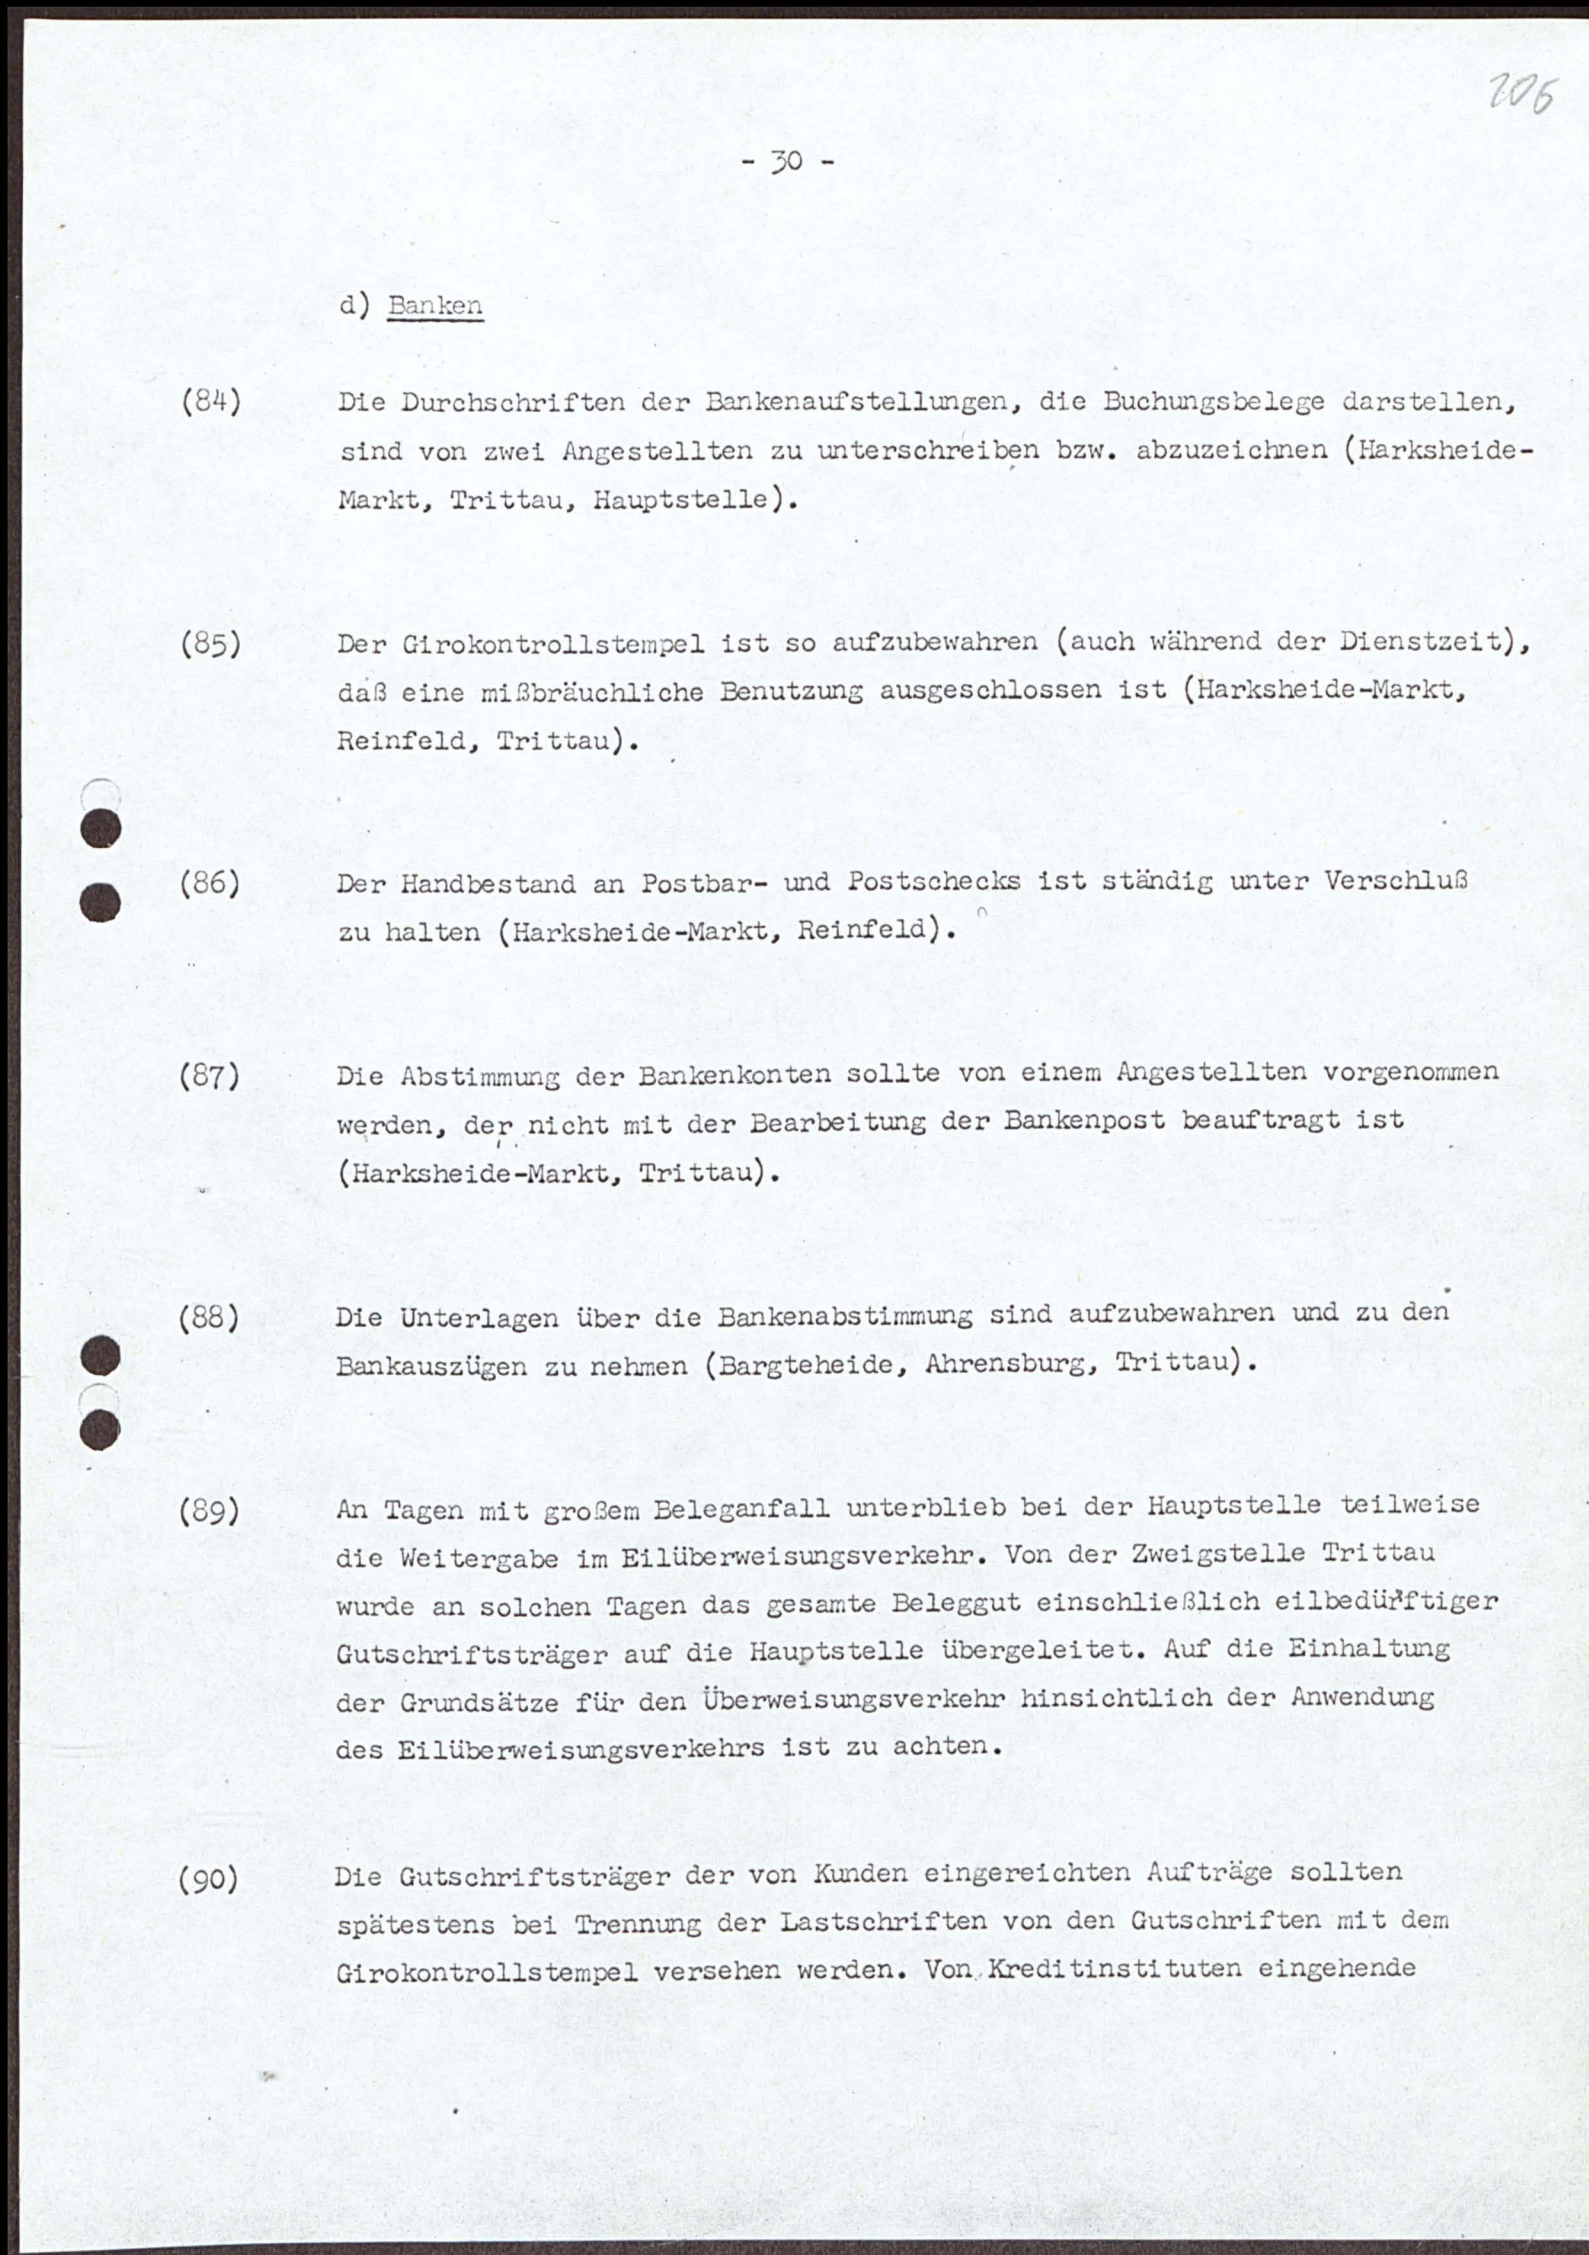 206
- 30 -
d) Banken
(84) Die Durchschriften der Bankenaufstellungen, die Buchungsbelege darstellen,
sind von zwei Angestellten zu unterschreiben bzw. abzuzeichnen (Harksheide-
Markt, Trittau, Hauptstelle).
(85) Der Girokontrollstempel ist so aufzubewahren (auch während der Dienstzeit),
daß eine mißbräuchliche Benutzung ausgeschlossen ist (Harksheide-Markt,
Reinfeld, Trittau).
(86) Der Handbestand an Postbar- und Postschecks ist ständig unter Verschluß
zu halten (Harksheide-Markt, Reinfeld).
(87) Die Abstimmung der Bankenkonten sollte von einem Angestellten vorgenommen
werden, der nicht mit der Bearbeitung der Bankenpost beauftragt ist
(Harksheide-Markt, Trittau).
(88) Die Unterlagen über die Bankenabstimmung sind aufzubewahren und zu den
Bankauszügen zu nehmen (Bargteheide, Ahrensburg, Trittau).
(89) An Tagen mit großem Beleganfall unterblieb bei der Hauptstelle teilweise
die Weitergabe im Eilüberweisungsverkehr. Von der Zweigstelle Trittau
wurde an solchen Tagen das gesamte Beleggut einschließlich eilbedürftiger
Gutschriftsträger auf die Hauptstelle übergeleitet. Auf die Einhaltung
der Grundsätze für den Überweisungsverkehr hinsichtlich der Anwendung
des Eilüberweisungsverkehrs ist zu achten.
(90) Die Gutschriftsträger der von Kunden eingereichten Aufträge sollten
spätestens bei Trennung der Lastschriften von den Gutschriften mit dem
Girokontrollstempel versehen werden. Von Kreditinstituten eingehende